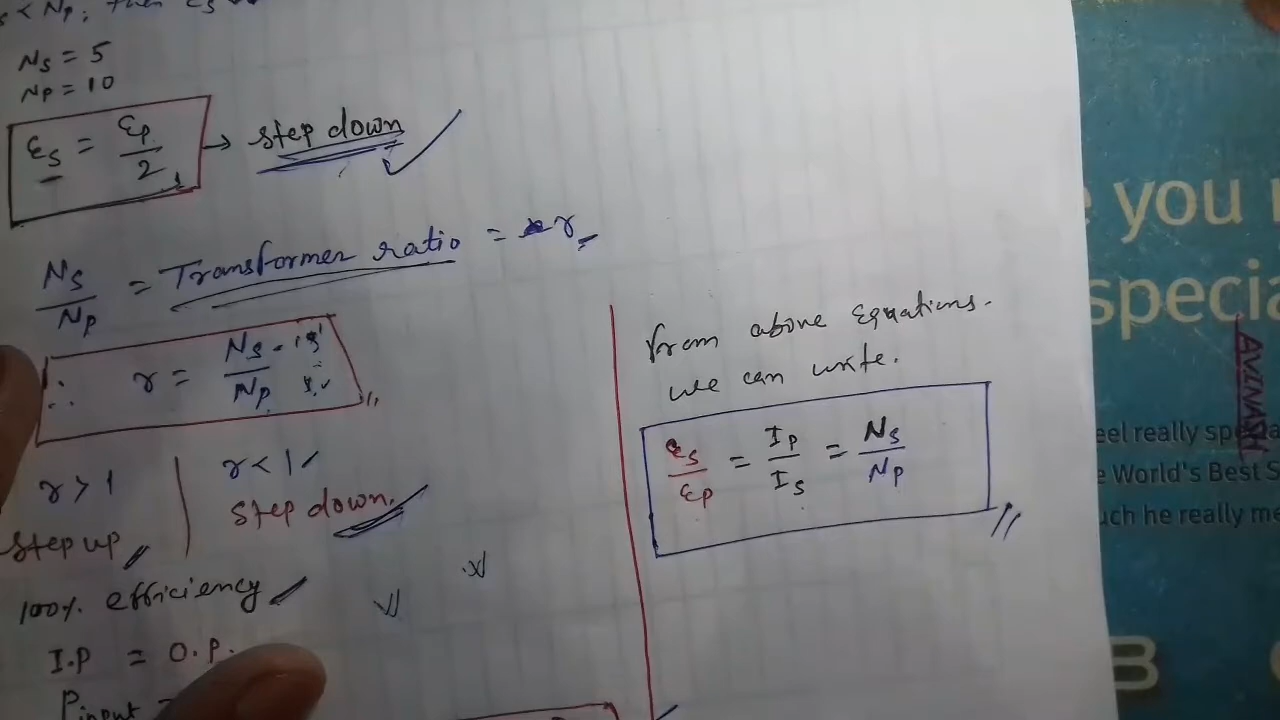 Ns = 5
Np = 10
εs = εp/2 → step down
Ns/Np = Transformer ratio = r
∴ r = Ns/Np
r > 1
step up
r < 1
step down
100% efficiency
I.P = O.P.
Pinput =
from above Equations.
we can write.
εs/εp = Ip/Is = Ns/Np
you
specia
AVINASH
eel really
World's Best S
uch he really me
B